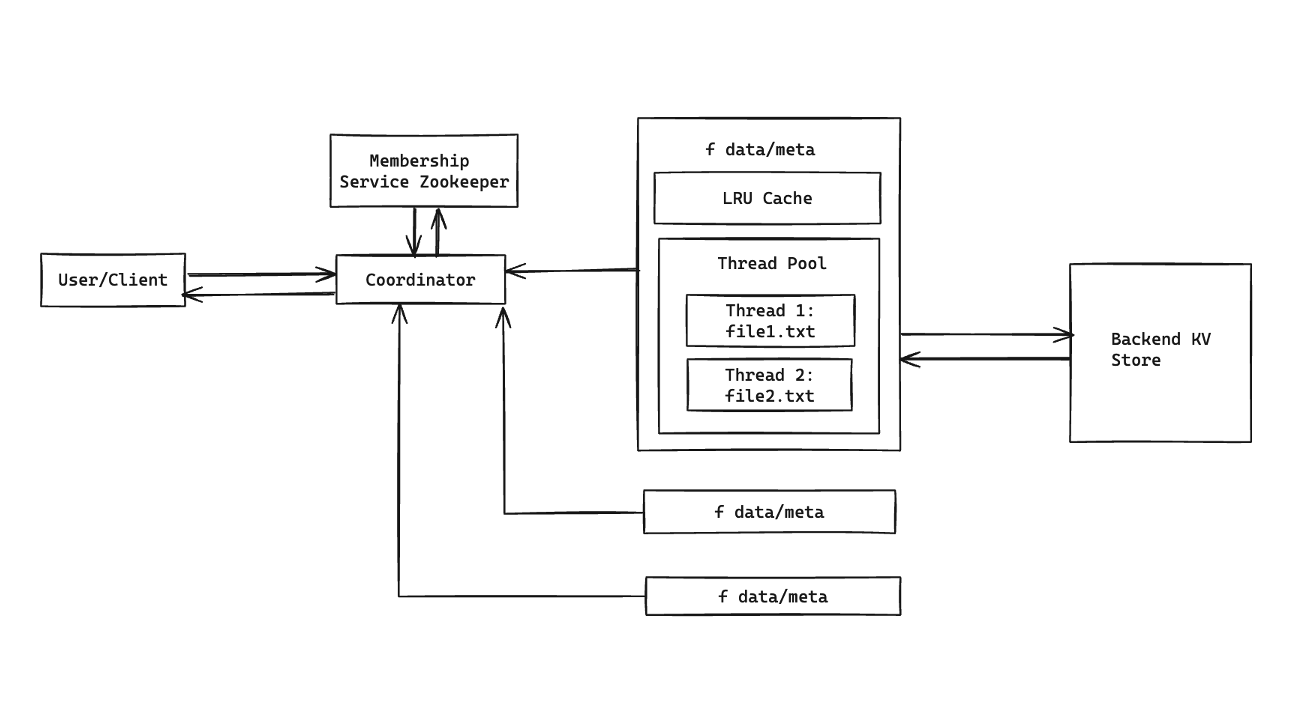 Membership
Service Zookeeper
User/Client
Coordinator
f data/meta
LRU Cache
Thread Pool
Thread 1:
file1.txt
Thread 2:
file2.txt
Backend KV
Store
f data/meta
f data/meta